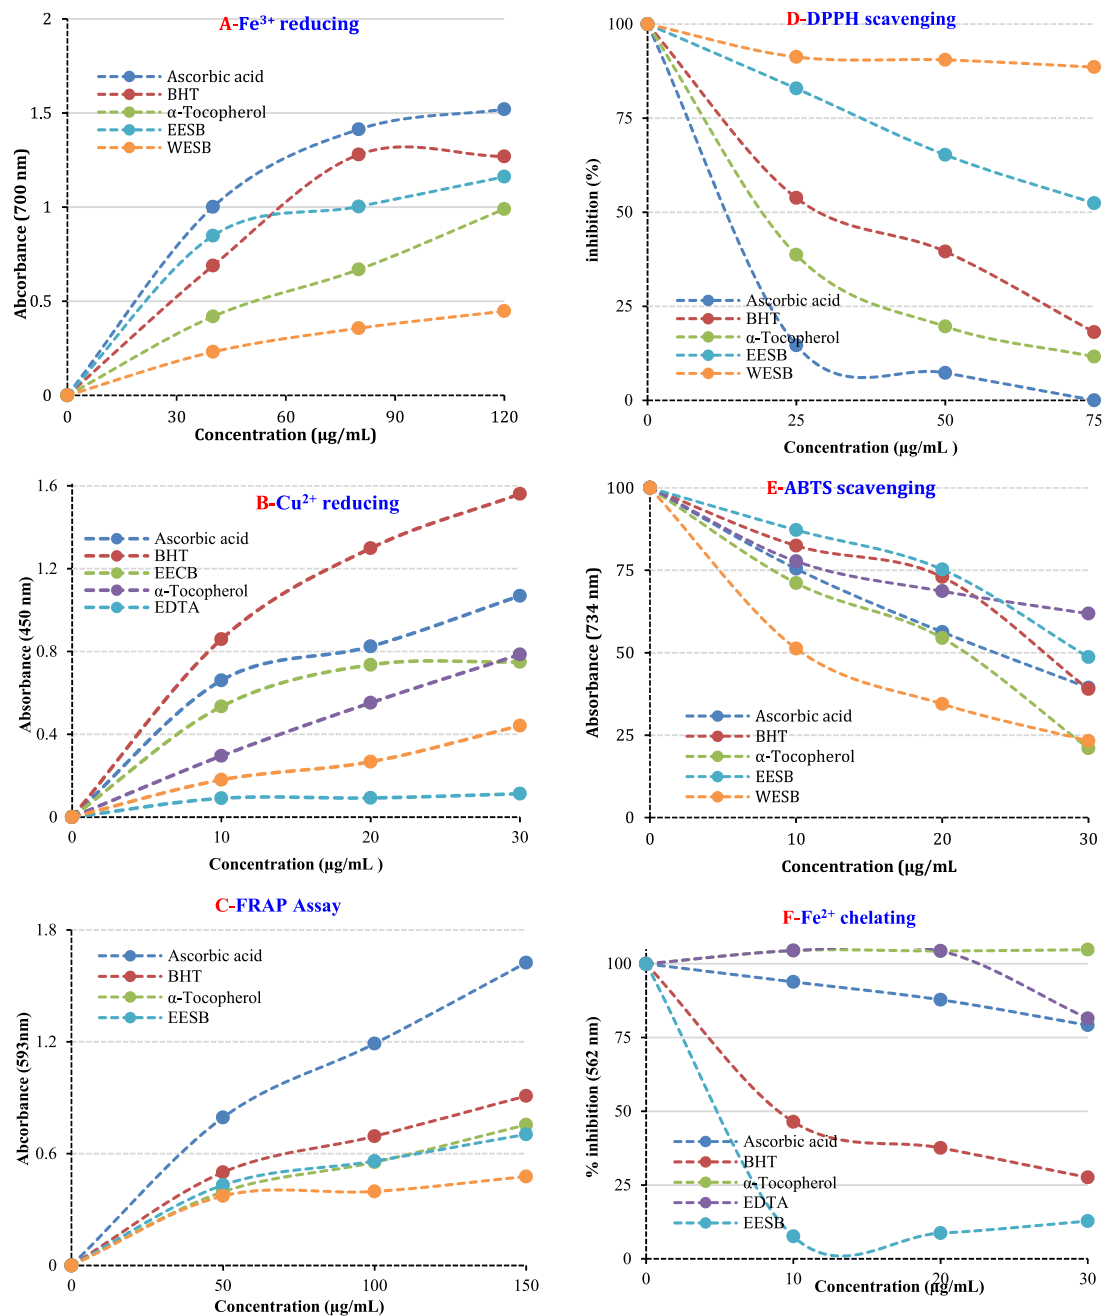 A-Fe³⁺ reducing
2
1.5
1
0.5
0
Abcorbance (700 nm)
Ascorbic acid
BHT
α-Tocopherol
EESB
WESB
0 30 60 90 120
Concentration (µg/mL)
D-DPPH scavenging
100
75
50
25
0
inhibition (%)
Ascorbic acid
BHT
α-Tocopherol
EESB
WESB
0 25 50 75
Concentration (µg/mL )
B-Cu²⁺ reducing
1.6
1.2
0.8
0.4
0
Absorbance (450 nm)
Ascorbic acid
BHT
EECB
α-Tocopherol
EDTA
0 10 20 30
Concentration (µg/mL )
E-ABTS scavenging
100
75
50
25
0
Absorbance (734 nm)
Ascorbic acid
BHT
α-Tocopherol
EESB
WESB
0 10 20 30
Concentration (µg/mL
C-FRAP Assay
1.8
1.2
0.6
0
Abcorbance (593nm)
Ascorbic acid
BHT
α-Tocopherol
EESB
0 50 100 150
Concentration (µg/mL)
F-Fe²⁺ chelating
100
75
50
25
0
% inhibition (562 nm)
Ascorbic acid
BHT
α-Tocopherol
EDTA
EESB
0 10 20 30
Concentration (µg/mL)